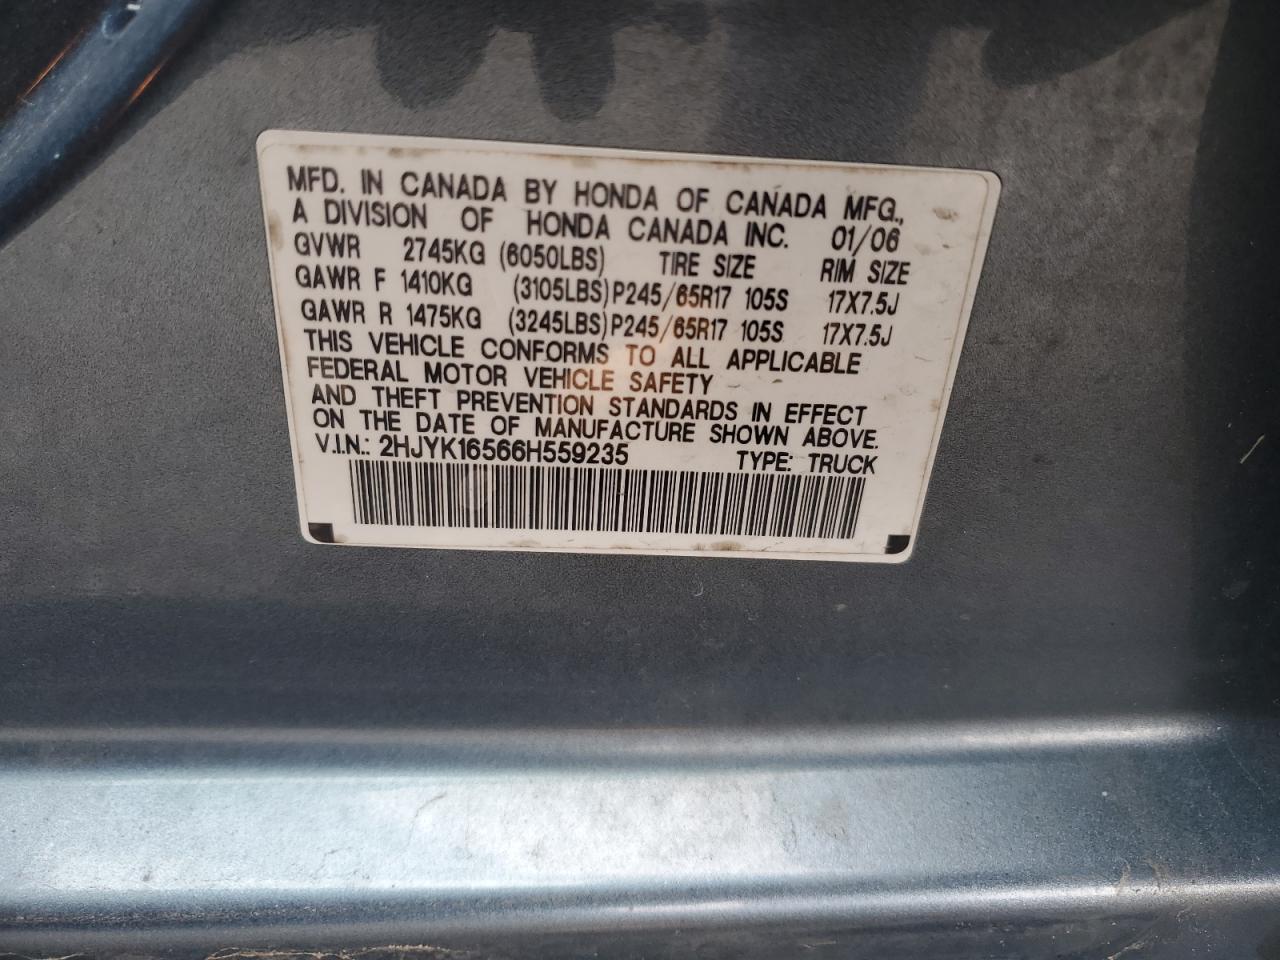 MFD. IN CANADA BY HONDA OF CANADA MFG.,
A DIVISION OF HONDA CANADA INC. 01/06
GVWR 2745KG (6050LBS) TIRE SIZE RIM SIZE
GAWR F 1410KG (3105LBS) P245/65R17 105S 17X7.5J
GAWR R 1475KG (3245LBS) P245/65R17 105S 17X7.5J
THIS VEHICLE CONFORMS TO ALL APPLICABLE
FEDERAL MOTOR VEHICLE SAFETY
AND THEFT PREVENTION STANDARDS IN EFFECT
ON THE DATE OF MANUFACTURE SHOWN ABOVE.
V.I.N.: 2HJYK16566H559235 TYPE: TRUCK